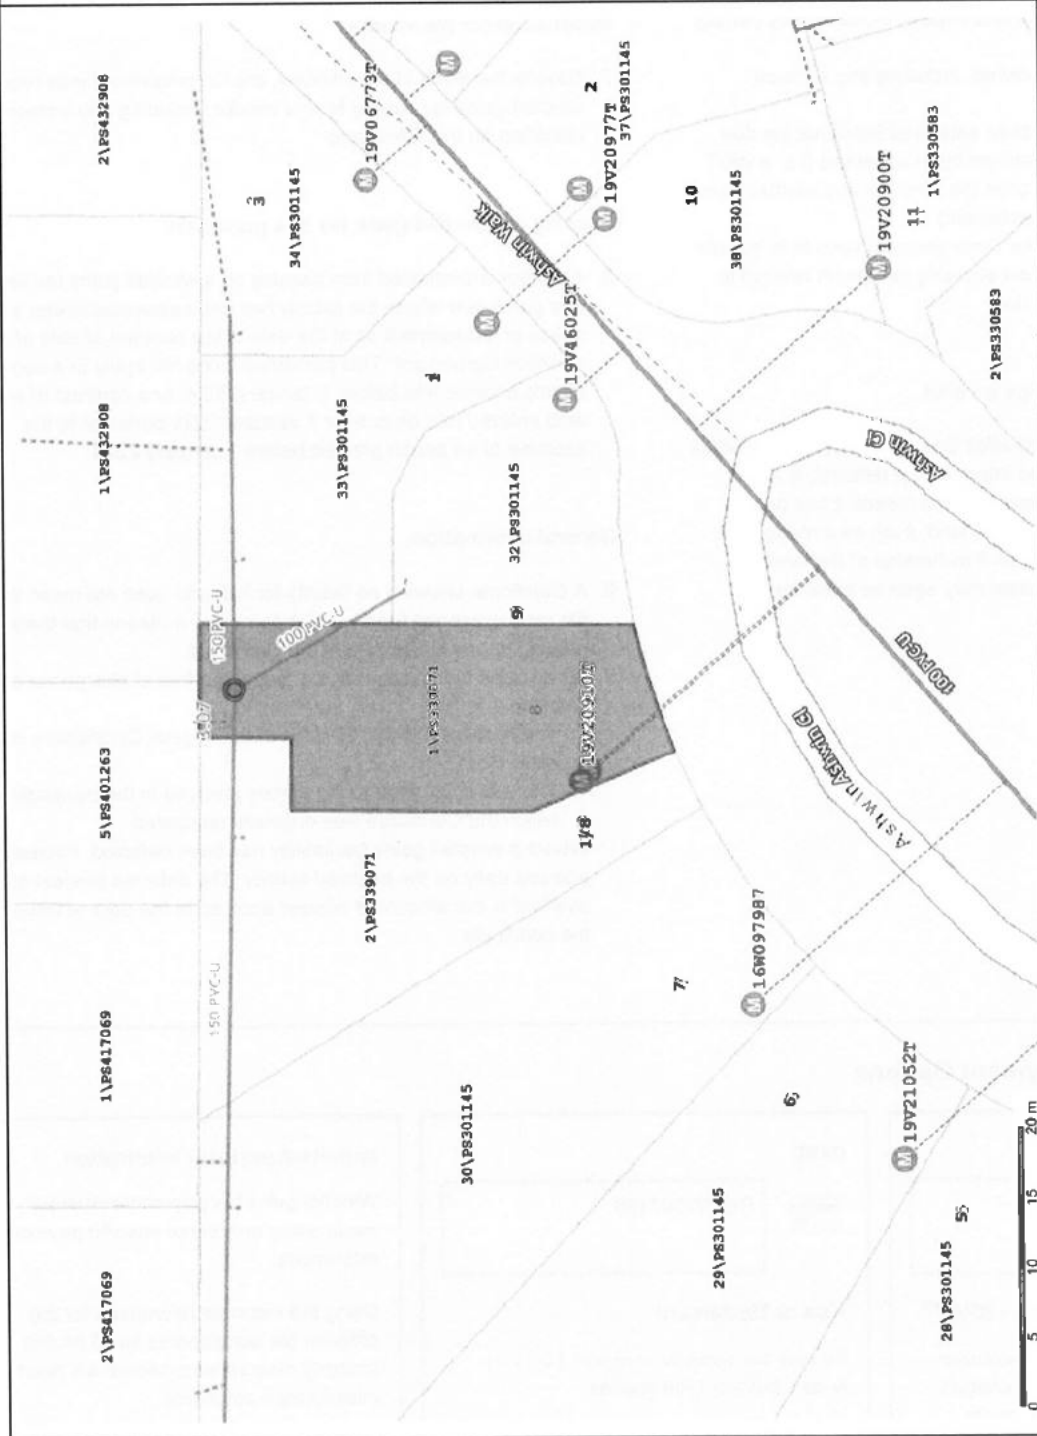 2\PS417069
1\PS417069
5\PS401263
1\PS432908
2\PS432908
150 PVC-U
150 PVC-U
100 PVC-U
2\PS339071
33\PS301145
34\PS301145
3
19V06773T
1
30\PS301145
32\PS301145
9
8
1/8
19V20910T
19V46025T
Ashwin Walk
19V20977T
2
37\PS301145
7
16W097987
29\PS301145
6
10
38\PS301145
19V21052T
5
28\PS301145
Ashwin Cl
Ashwin Ashwin Cl
100 PVC-U
Ashwin Cl
19V20900T
11
1\PS330583
2\PS330583
M
M
M
M
M
M
M
M
M
M
0
5
10
15
20 m